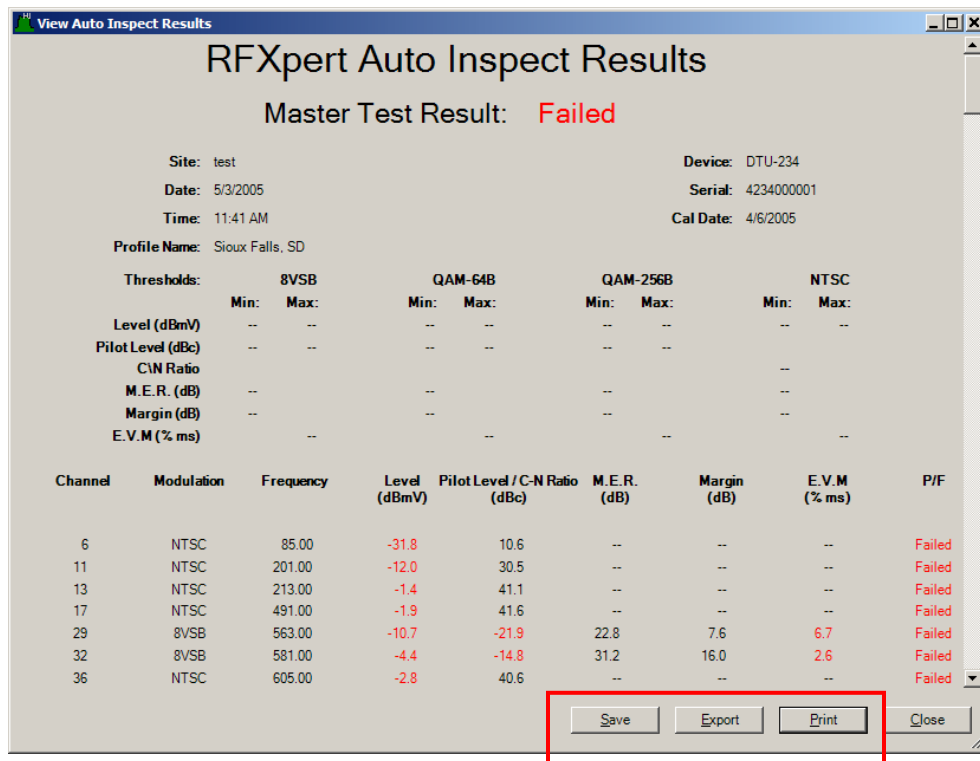 View Auto Inspect Results
RFXpert Auto Inspect Results
Master Test Result: Failed
Site: test Device: DTU-234
Date: 5/3/2005 Serial: 4234000001
Time: 11:41 AM Cal Date: 4/6/2005
Profile Name: Sioux Falls, SD
Thresholds: 8VSB QAM-64B QAM-256B NTSC
Min: Max: Min: Max: Min: Max: Min: Max:
Level (dBmV) -- -- -- -- -- -- -- --
Pilot Level (dBc) -- -- -- -- -- --
C\N Ratio --
M.E.R. (dB) -- -- -- --
Margin (dB) -- -- -- --
E.V.M (% ms) -- -- -- --
Channel Modulation Frequency Level Pilot Level / C-N Ratio M.E.R. Margin E.V.M P/F
(dBmV) (dBc) (dB) (dB) (% ms)
6 NTSC 85.00 -31.8 10.6 -- -- -- Failed
11 NTSC 201.00 -12.0 30.5 -- -- -- Failed
13 NTSC 213.00 -1.4 41.1 -- -- -- Failed
17 NTSC 491.00 -1.9 41.6 -- -- -- Failed
29 8VSB 563.00 -10.7 -21.9 22.8 7.6 6.7 Failed
32 8VSB 581.00 -4.4 -14.8 31.2 16.0 2.6 Failed
36 NTSC 605.00 -2.8 40.6 -- -- -- Failed
Save Export Print Close